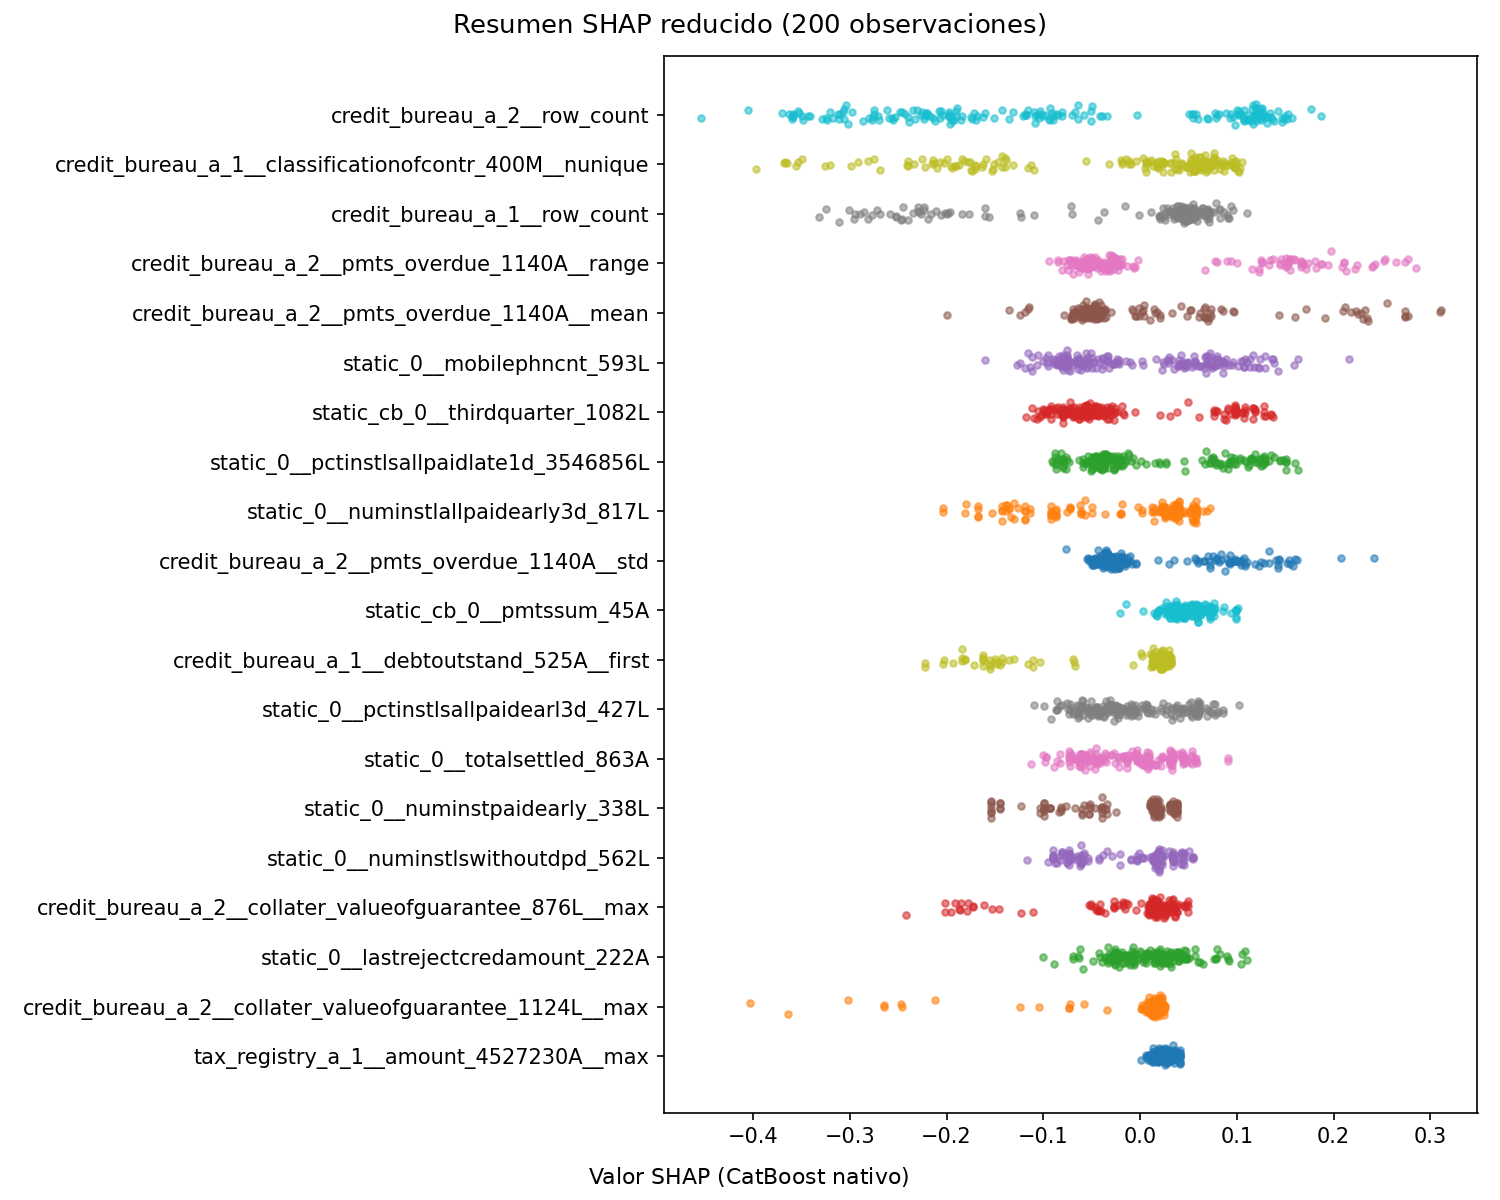 Resumen SHAP reducido (200 observaciones)
credit_bureau_a_2__row_count
credit_bureau_a_1__classificationofcontr_400M__nunique
credit_bureau_a_1__row_count
credit_bureau_a_2__pmts_overdue_1140A__range
credit_bureau_a_2__pmts_overdue_1140A__mean
static_0__mobilephncnt_593L
static_cb_0__thirdquarter_1082L
static_0__pctinstlsallpaidlate1d_3546856L
static_0__numinstlallpaidearly3d_817L
credit_bureau_a_2__pmts_overdue_1140A__std
static_cb_0__pmtssum_45A
credit_bureau_a_1__debtoutstand_525A__first
static_0__pctinstlsallpaidearl3d_427L
static_0__totalsettled_863A
static_0__numinstpaidearly_338L
static_0__numinstlswithoutdpd_562L
credit_bureau_a_2__collater_valueofguarantee_876L__max
static_0__lastrejectcredamount_222A
credit_bureau_a_2__collater_valueofguarantee_1124L__max
tax_registry_a_1__amount_4527230A__max
−0.4 −0.3 −0.2 −0.1 0.0 0.1 0.2 0.3
Valor SHAP (CatBoost nativo)